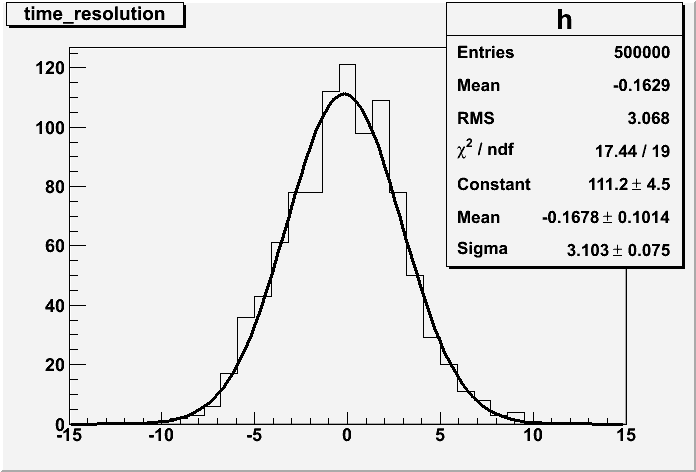 time_resolution
h
Entries 500000
Mean -0.1629
RMS 3.068
χ² / ndf 17.44 / 19
Constant 111.2 ± 4.5
Mean -0.1678 ± 0.1014
Sigma 3.103 ± 0.075
120
100
80
60
40
20
0
-15 -10 -5 0 5 10 15